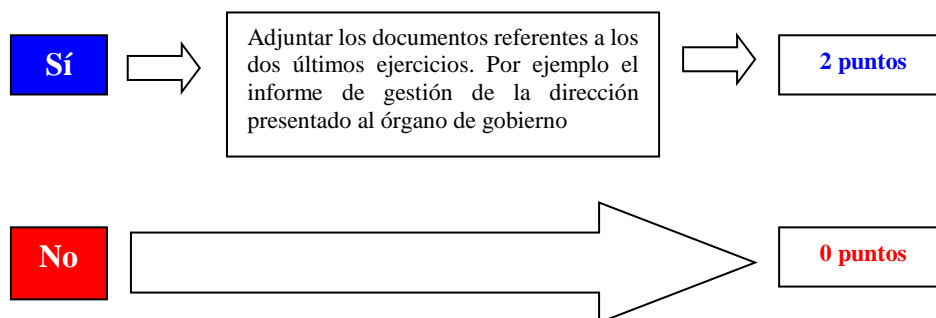 Sí
Adjuntar los documentos referentes a los
dos últimos ejercicios. Por ejemplo el
informe de gestión de la dirección
presentado al órgano de gobierno
2 puntos
No
0 puntos